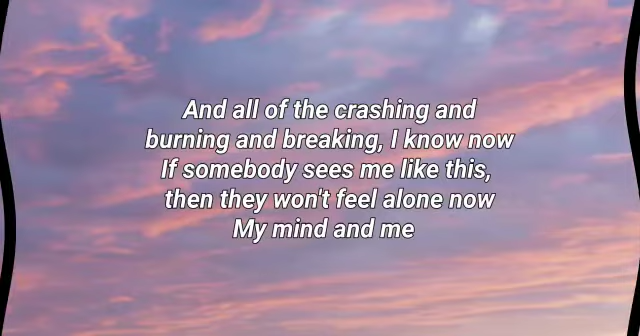 And all of the crashing and
burning and breaking, I know now
If somebody sees me like this,
then they won't feel alone now
My mind and me